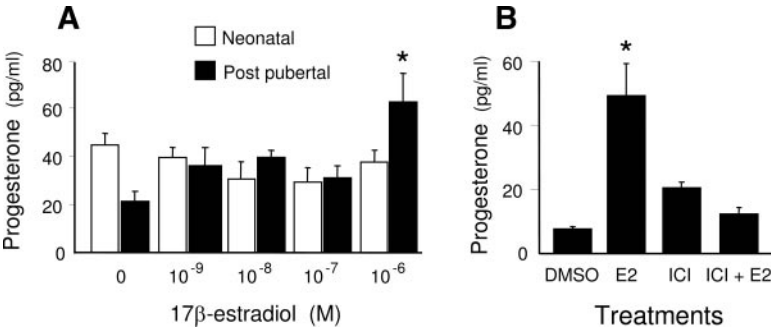 A
Neonatal
Post pubertal
Progesterone (pg/ml)
80
60
40
20
0
*
0 10⁻⁹ 10⁻⁸ 10⁻⁷ 10⁻⁶
17β-estradiol (M)
B
Progesterone (pg/ml)
60
40
20
0
*
DMSO E2 ICI ICI + E2
Treatments